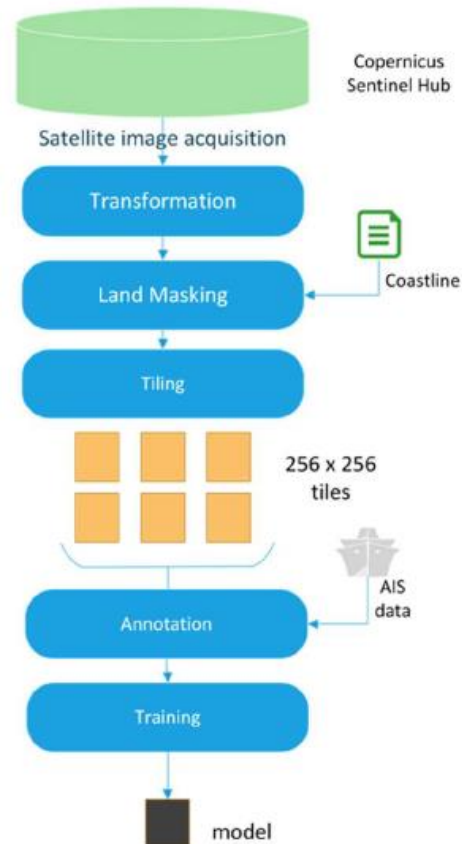 Copernicus
Sentinel Hub
Satellite image acquisition
Transformation
Land Masking
Coastline
Tiling
256 x 256
tiles
AIS
data
Annotation
Training
model